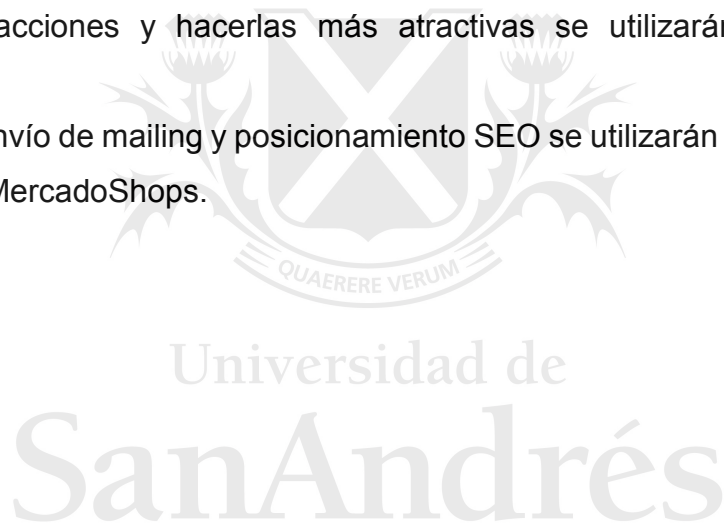 acciones y hacerlas más atractivas se utilizarán
nvío de mailing y posicionamiento SEO se utilizarán
MercadoShops.
QUAERERE VERUM
Universidad de
SanAndrés